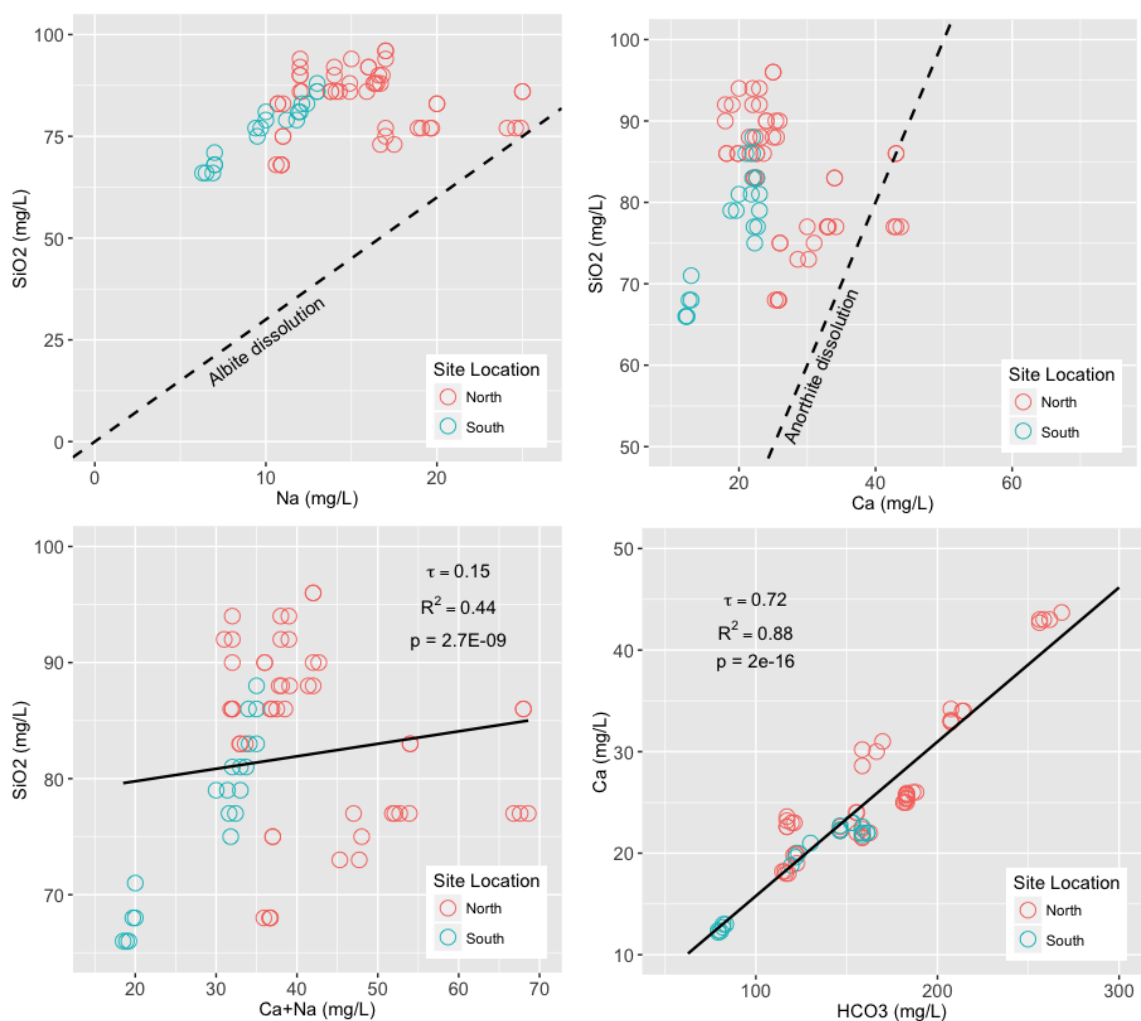 100
75
50
25
0
SiO2 (mg/L)
Albite dissolution
Site Location
North
South
0
10
20
Na (mg/L)
100
90
80
70
60
50
SiO2 (mg/L)
Anorthite dissolution
Site Location
North
South
20
40
60
Ca (mg/L)
100
90
80
70
SiO2 (mg/L)
τ = 0.15
R² = 0.44
p = 2.7E-09
Site Location
North
South
20
30
40
50
60
70
Ca+Na (mg/L)
50
40
30
20
10
Ca (mg/L)
τ = 0.72
R² = 0.88
p = 2e-16
Site Location
North
South
100
200
300
HCO3 (mg/L)